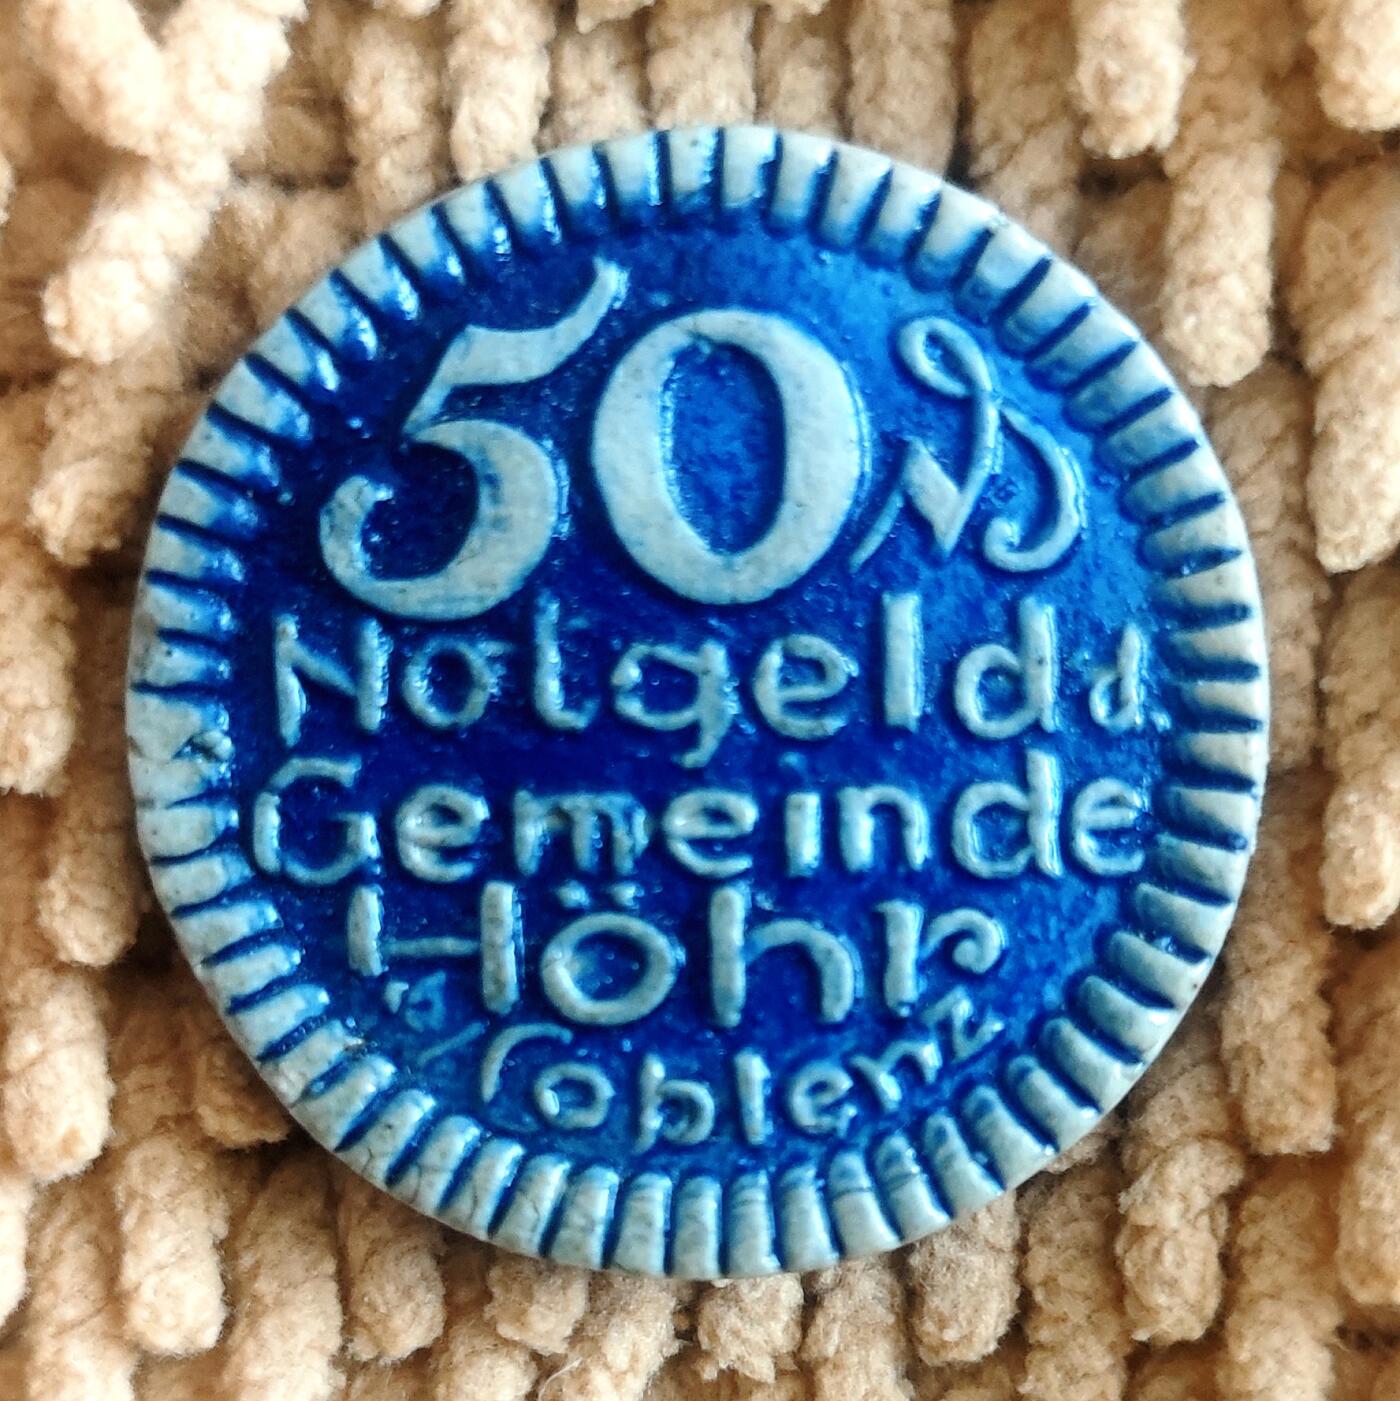 50 ₰
Notgeld d.
Gemeinde
Höhr
Coblenz